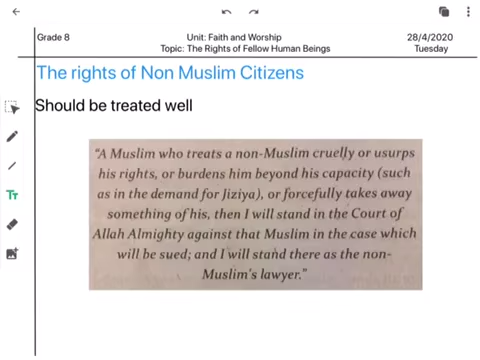 Grade 8 Unit: Faith and Worship 28/4/2020
Topic: The Rights of Fellow Human Beings Tuesday
The rights of Non Muslim Citizens
Should be treated well
"A Muslim who treats a non-Muslim cruelly or usurps
his rights, or burdens him beyond his capacity (such
as in the demand for Jiziya), or forcefully takes away
something of his, then I will stand in the Court of
Allah Almighty against that Muslim in the case which
will be sued; and I will stand there as the non-
Muslim's lawyer."
TT